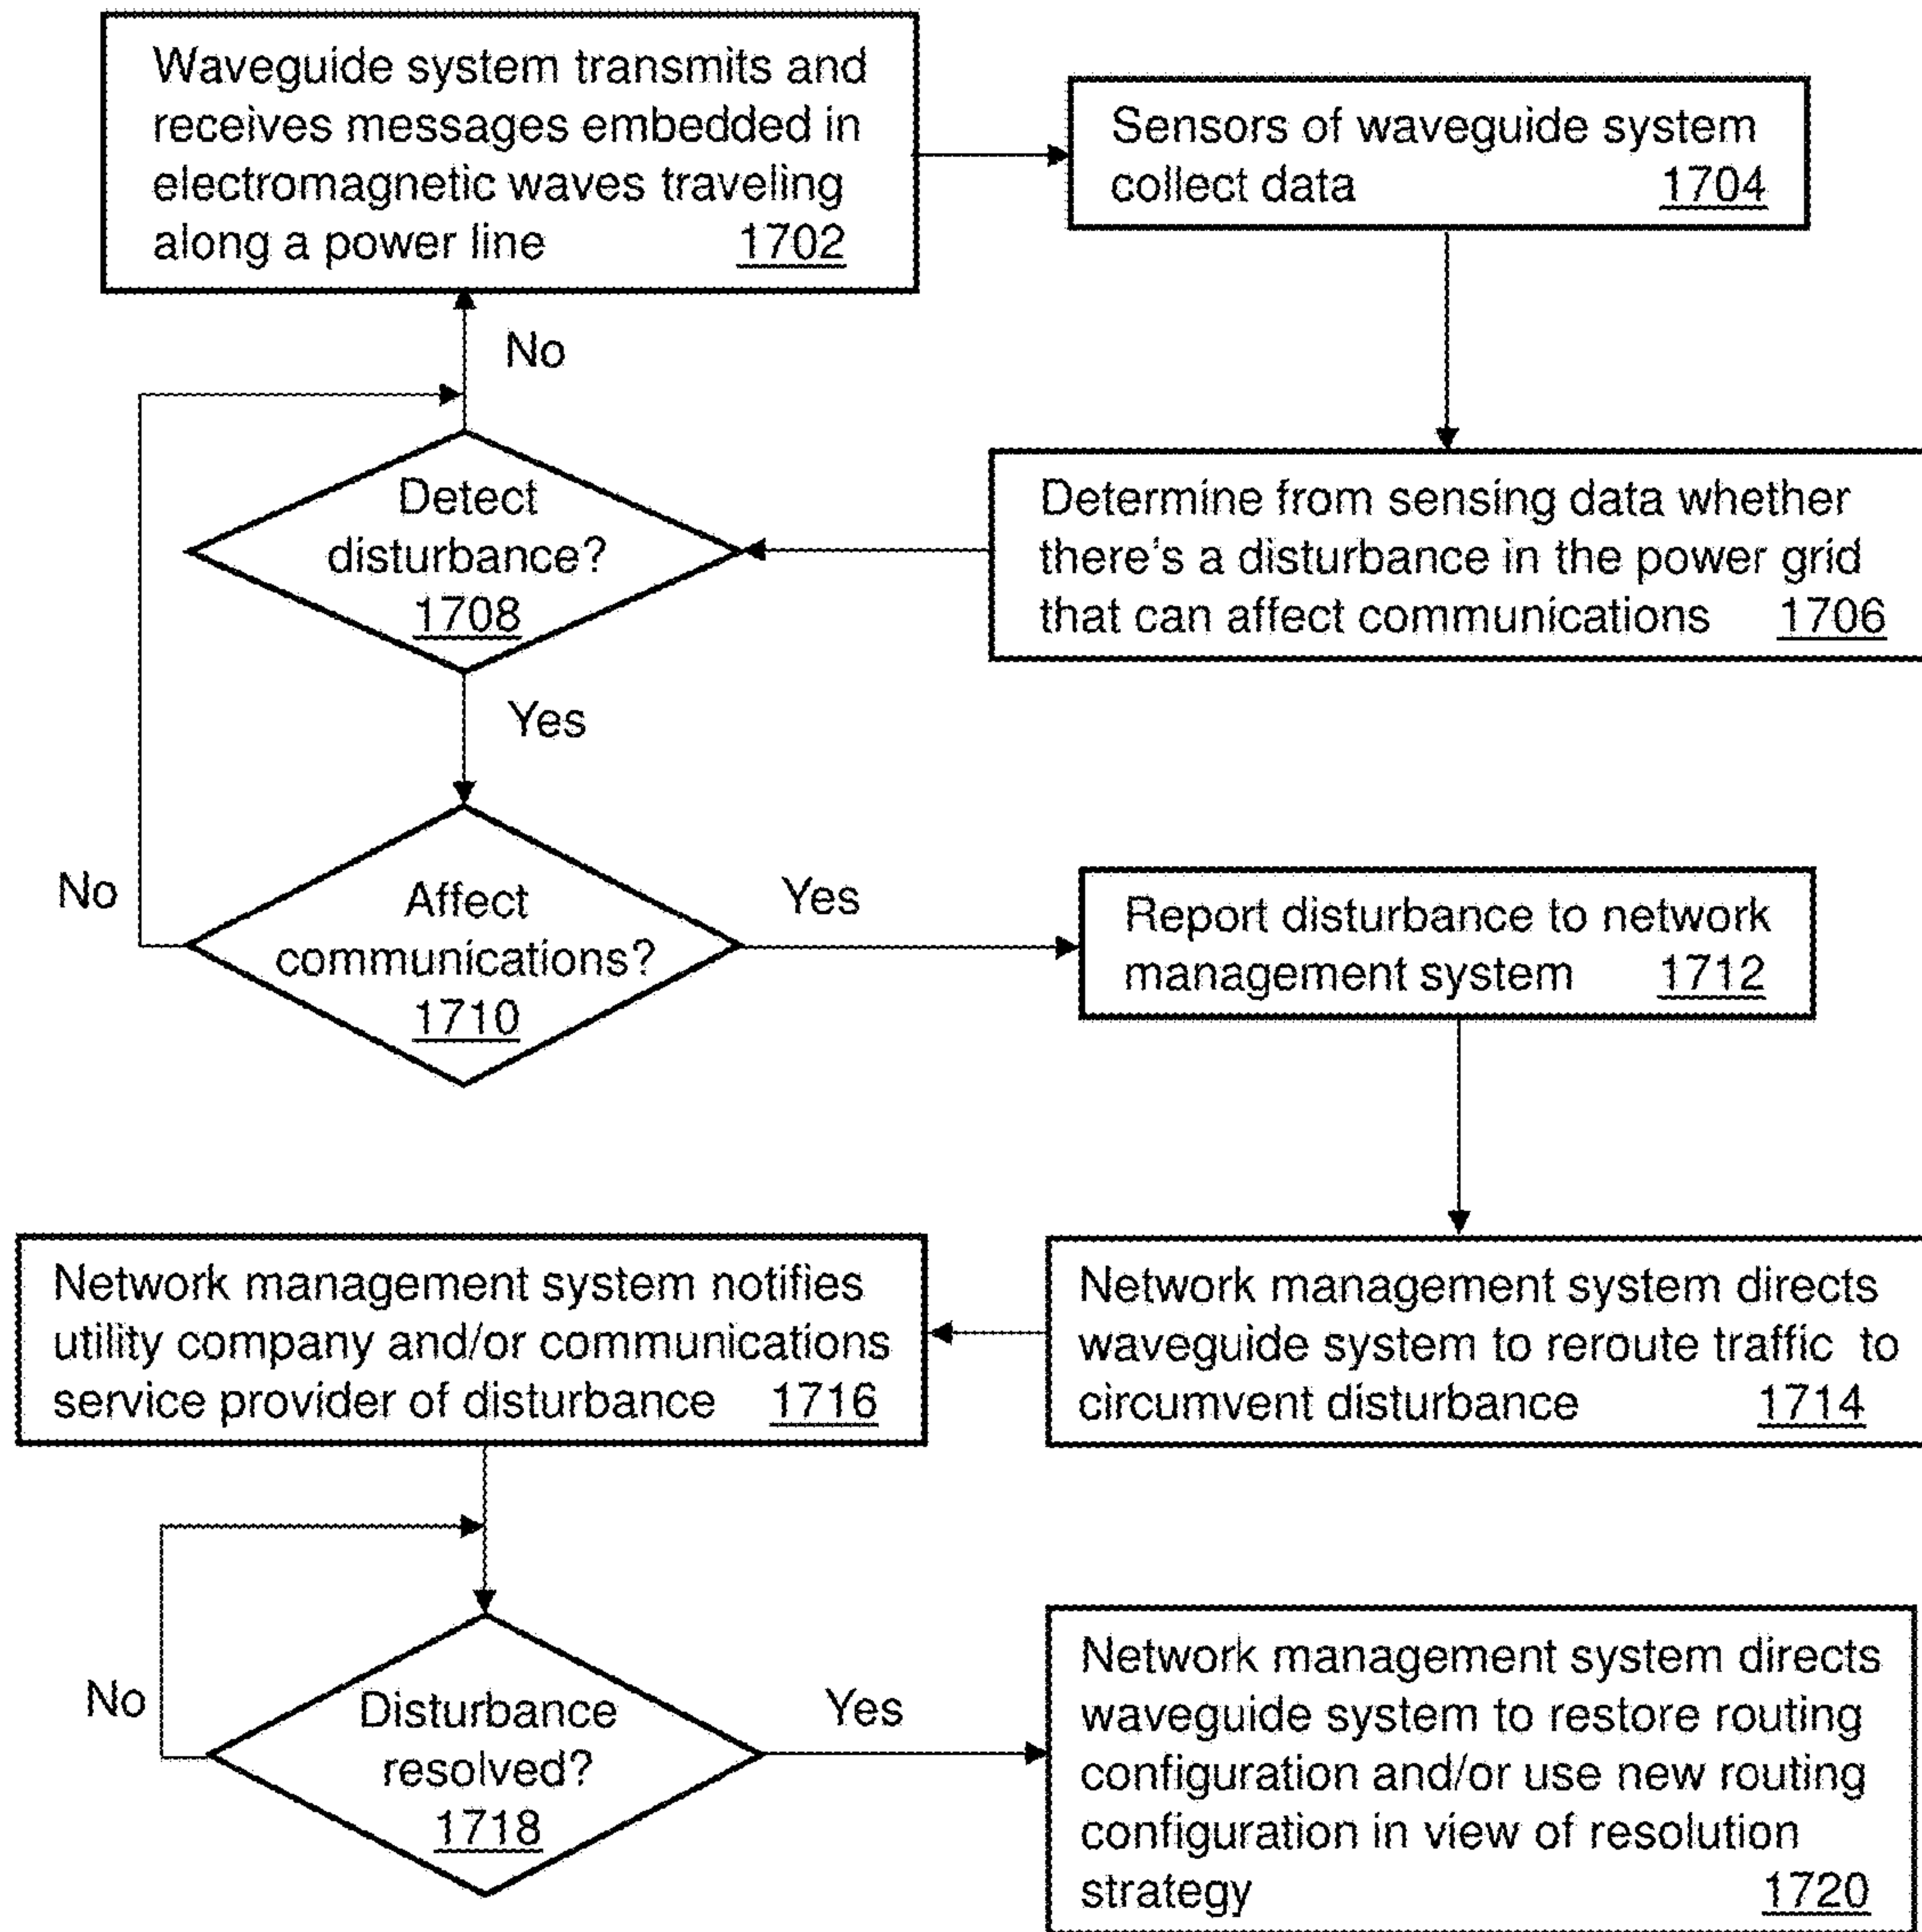 Waveguide system transmits and
receives messages embedded in
electromagnetic waves traveling
along a power line 1702
Sensors of waveguide system
collect data 1704
No
Detect
disturbance?
1708
Determine from sensing data whether
there's a disturbance in the power grid
that can affect communications 1706
Yes
No
Affect
communications?
1710
Yes
Report disturbance to network
management system 1712
Network management system notifies
utility company and/or communications
service provider of disturbance 1716
Network management system directs
waveguide system to reroute traffic to
circumvent disturbance 1714
No
Disturbance
resolved?
1718
Yes
Network management system directs
waveguide system to restore routing
configuration and/or use new routing
configuration in view of resolution
strategy 1720